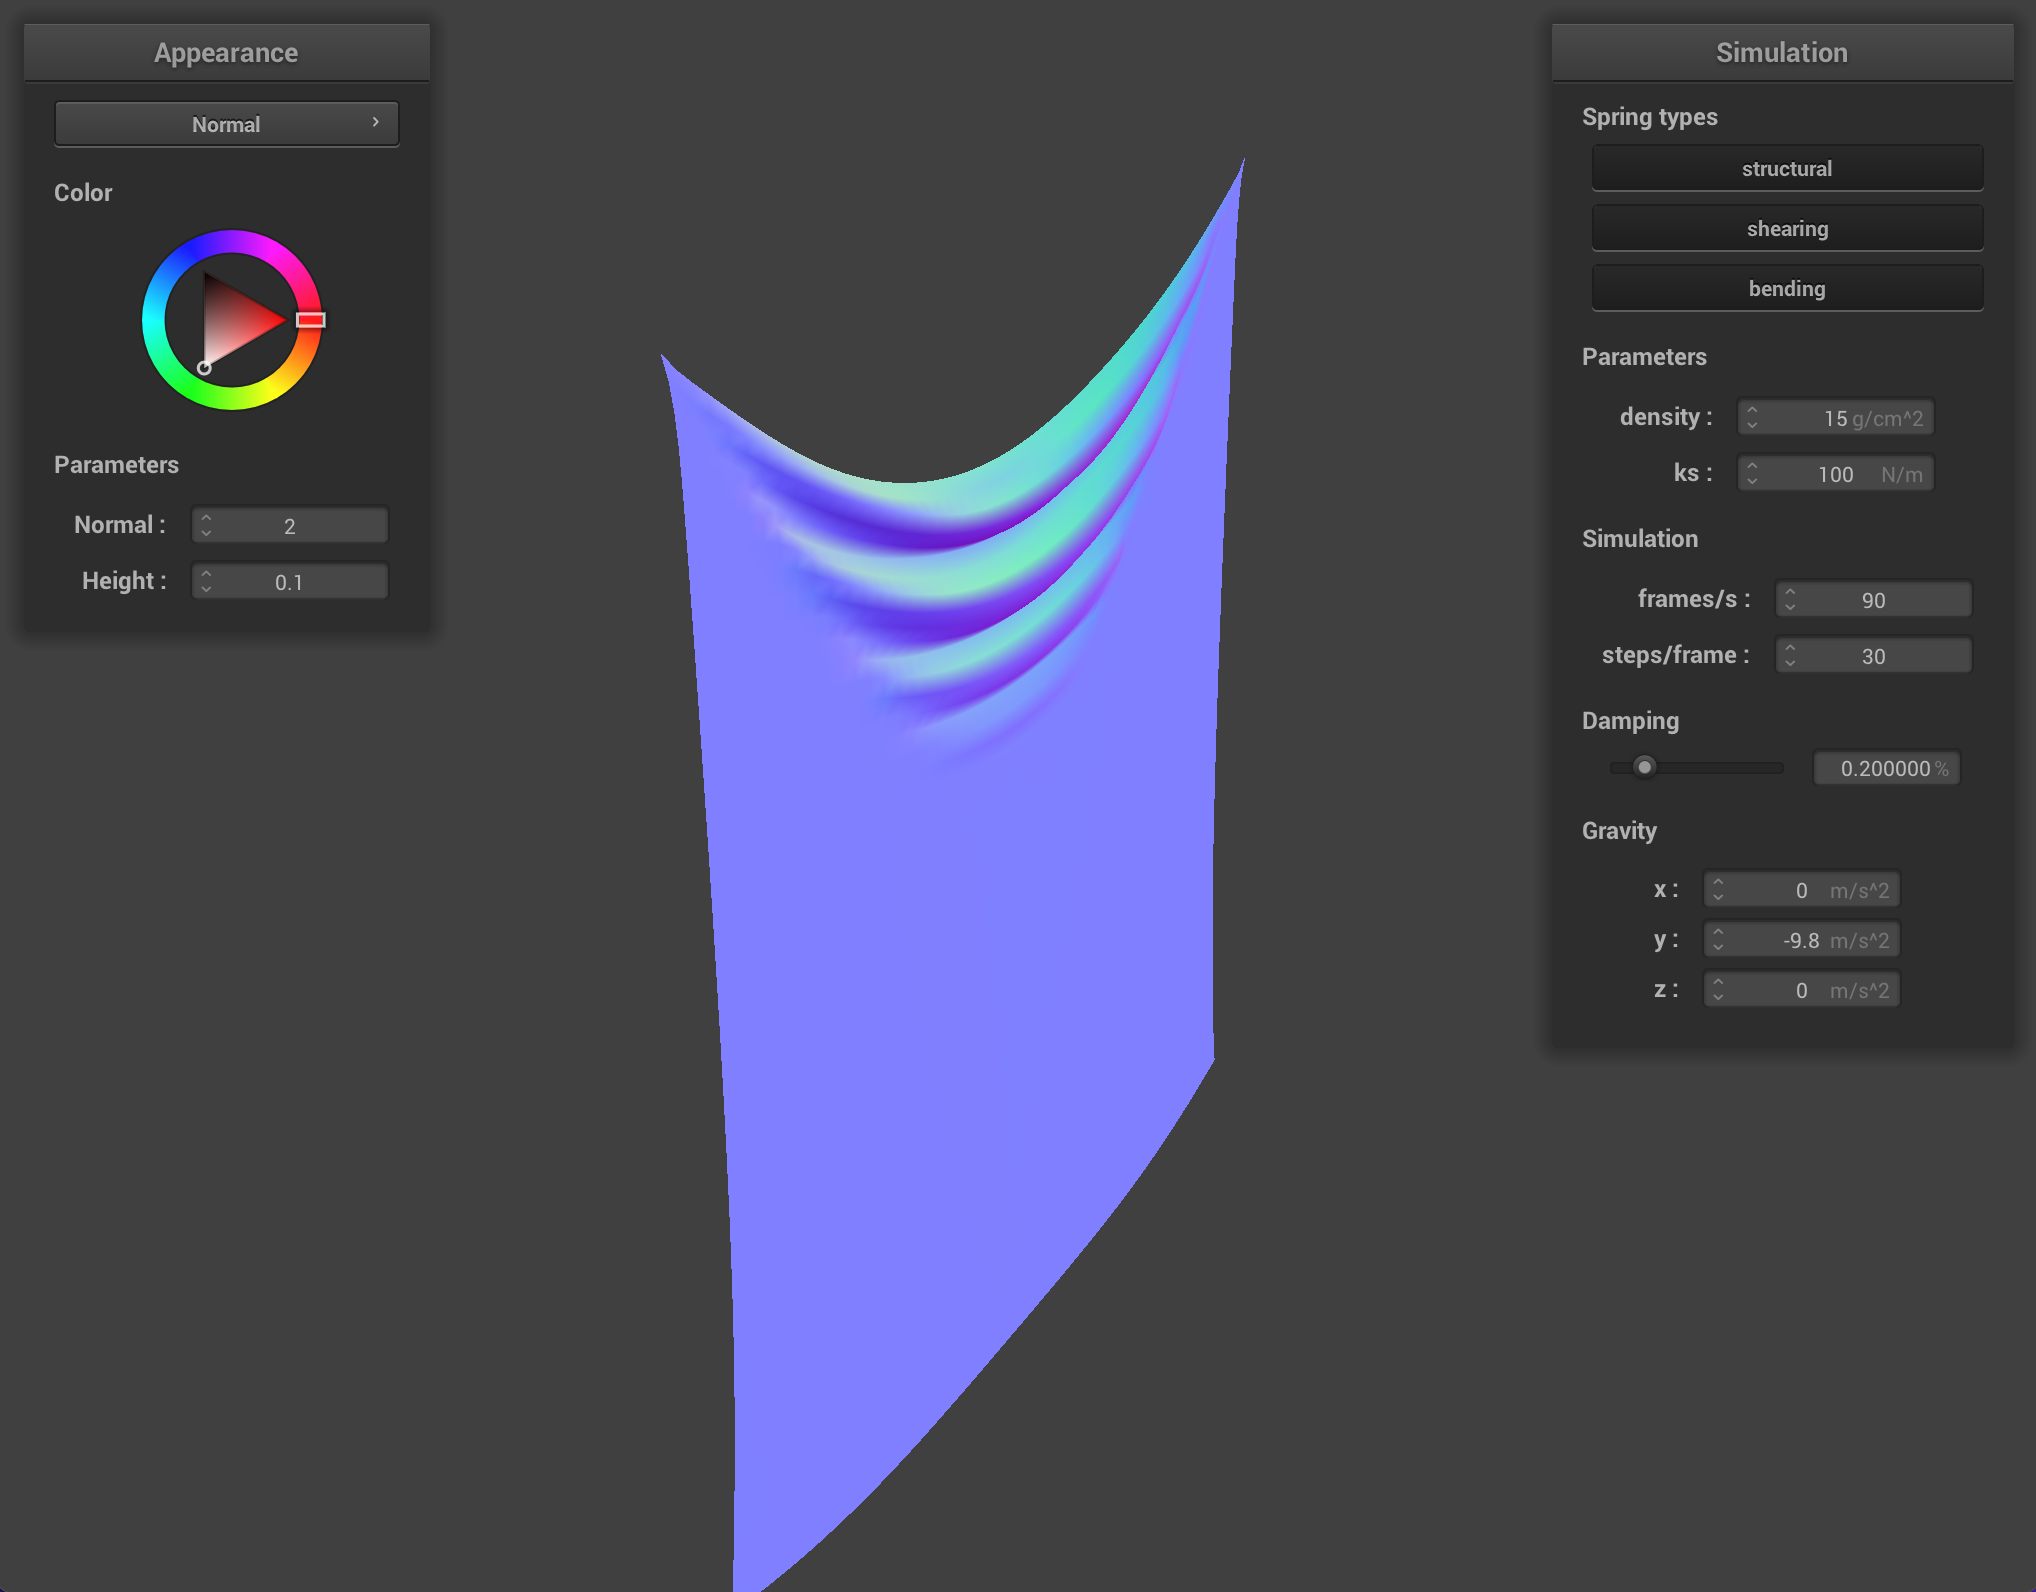 Appearance
Normal
Color
Parameters
Normal : 2
Height : 0.1
Simulation
Spring types
structural
shearing
bending
Parameters
density : 15 g/cm^2
ks : 100 N/m
Simulation
frames/s : 90
steps/frame : 30
Damping
0.200000 %
Gravity
x : 0 m/s^2
y : -9.8 m/s^2
z : 0 m/s^2